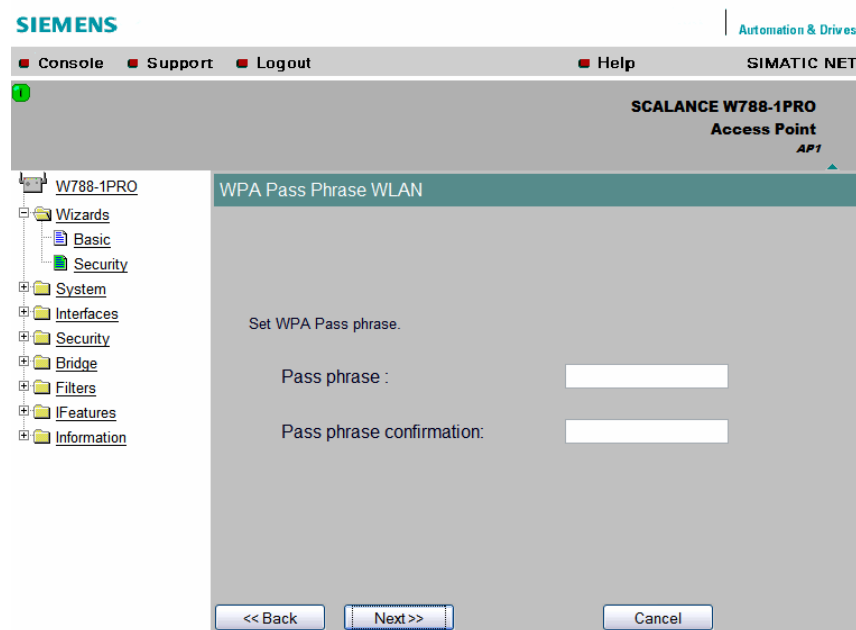 SIEMENS
Automation & Drives
Console Support Logout Help SIMATIC NET
SCALANCE W788-1PRO
Access Point
AP1
W788-1PRO
Wizards
Basic
Security
System
Interfaces
Security
Bridge
Filters
IFeatures
Information
WPA Pass Phrase WLAN
Set WPA Pass phrase.
Pass phrase :
Pass phrase confirmation:
<< Back Next >> Cancel